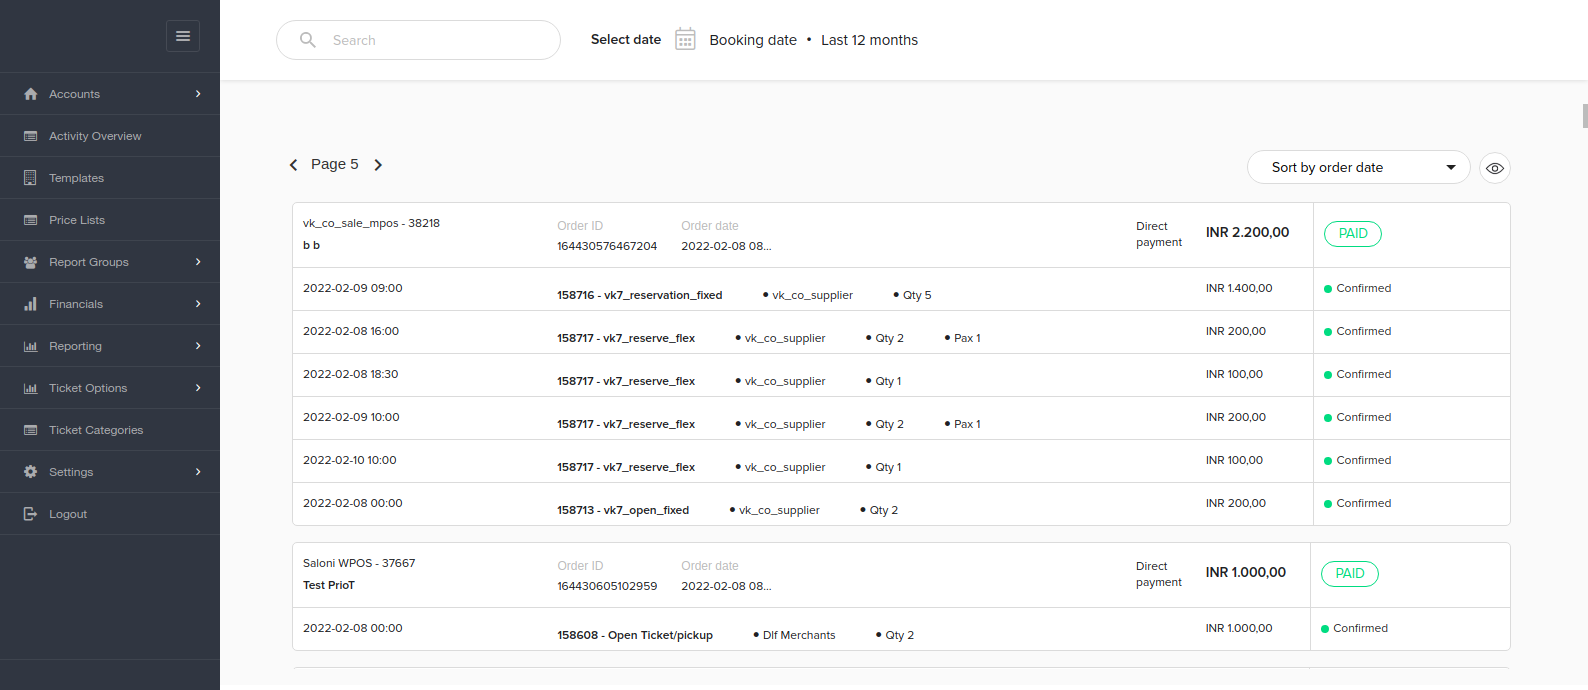 Search
Select date Booking date • Last 12 months
Accounts
Activity Overview
Templates
Price Lists
Report Groups
Financials
Reporting
Ticket Options
Ticket Categories
Settings
Logout
Page 5
Sort by order date
vk_co_sale_mpos - 38218 Order ID Order date Direct payment INR 2.200,00 PAID
b b 164430576467204 2022-02-08 08...
2022-02-09 09:00 158716 - vk7_reservation_fixed • vk_co_supplier • Qty 5 INR 1.400,00 Confirmed
2022-02-08 16:00 158717 - vk7_reserve_flex • vk_co_supplier • Qty 2 • Pax 1 INR 200,00 Confirmed
2022-02-08 18:30 158717 - vk7_reserve_flex • vk_co_supplier • Qty 1 INR 100,00 Confirmed
2022-02-09 10:00 158717 - vk7_reserve_flex • vk_co_supplier • Qty 2 • Pax 1 INR 200,00 Confirmed
2022-02-10 10:00 158717 - vk7_reserve_flex • vk_co_supplier • Qty 1 INR 100,00 Confirmed
2022-02-08 00:00 158713 - vk7_open_fixed • vk_co_supplier • Qty 2 INR 200,00 Confirmed
Saloni WPOS - 37667 Order ID Order date Direct payment INR 1.000,00 PAID
Test PrioT 164430605102959 2022-02-08 08...
2022-02-08 00:00 158608 - Open Ticket/pickup • Dlf Merchants • Qty 2 INR 1.000,00 Confirmed